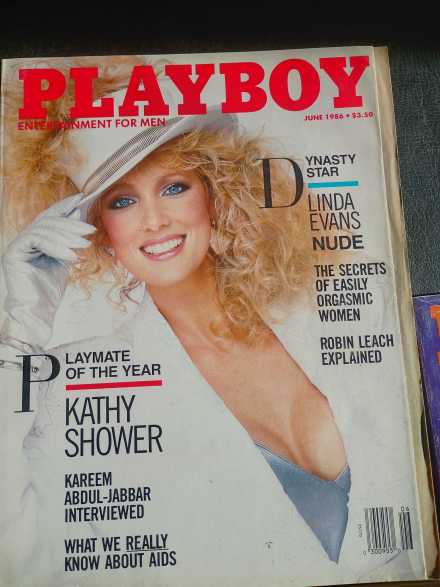 PLAYBOY
ENTERTAINMENT FOR MEN
JUNE 1986 • $3.50
DYNASTY
STAR
LINDA
EVANS
NUDE
THE SECRETS
OF EASILY
ORGASMIC
WOMEN
ROBIN LEACH
EXPLAINED
PLAYMATE
OF THE YEAR
KATHY
SHOWER
KAREEM
ABDUL-JABBAR
INTERVIEWED
WHAT WE REALLY
KNOW ABOUT AIDS
06